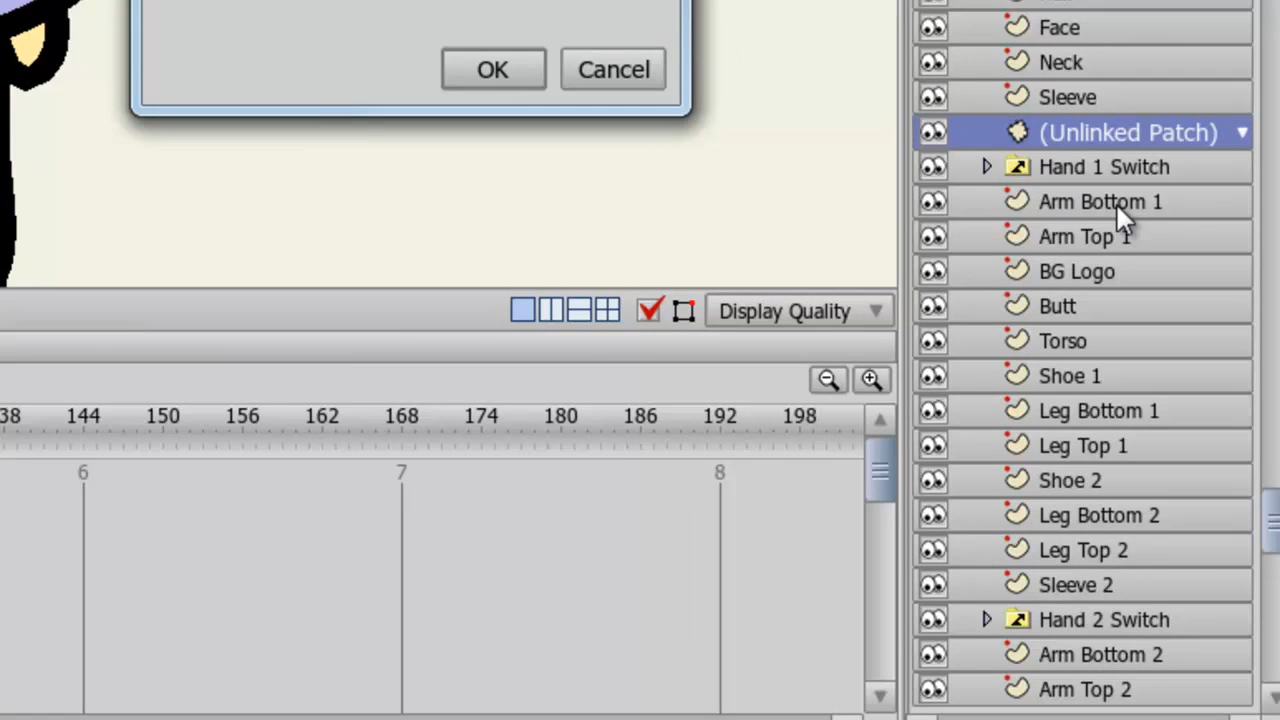 Face
Neck
Sleeve
(Unlinked Patch)
Hand 1 Switch
Arm Bottom 1
Arm Top 1
BG Logo
Butt
Torso
Shoe 1
Leg Bottom 1
Leg Top 1
Shoe 2
Leg Bottom 2
Leg Top 2
Sleeve 2
Hand 2 Switch
Arm Bottom 2
Arm Top 2
OK Cancel
Display Quality
38 144 150 156 162 168 174 180 186 192 198
6 7 8